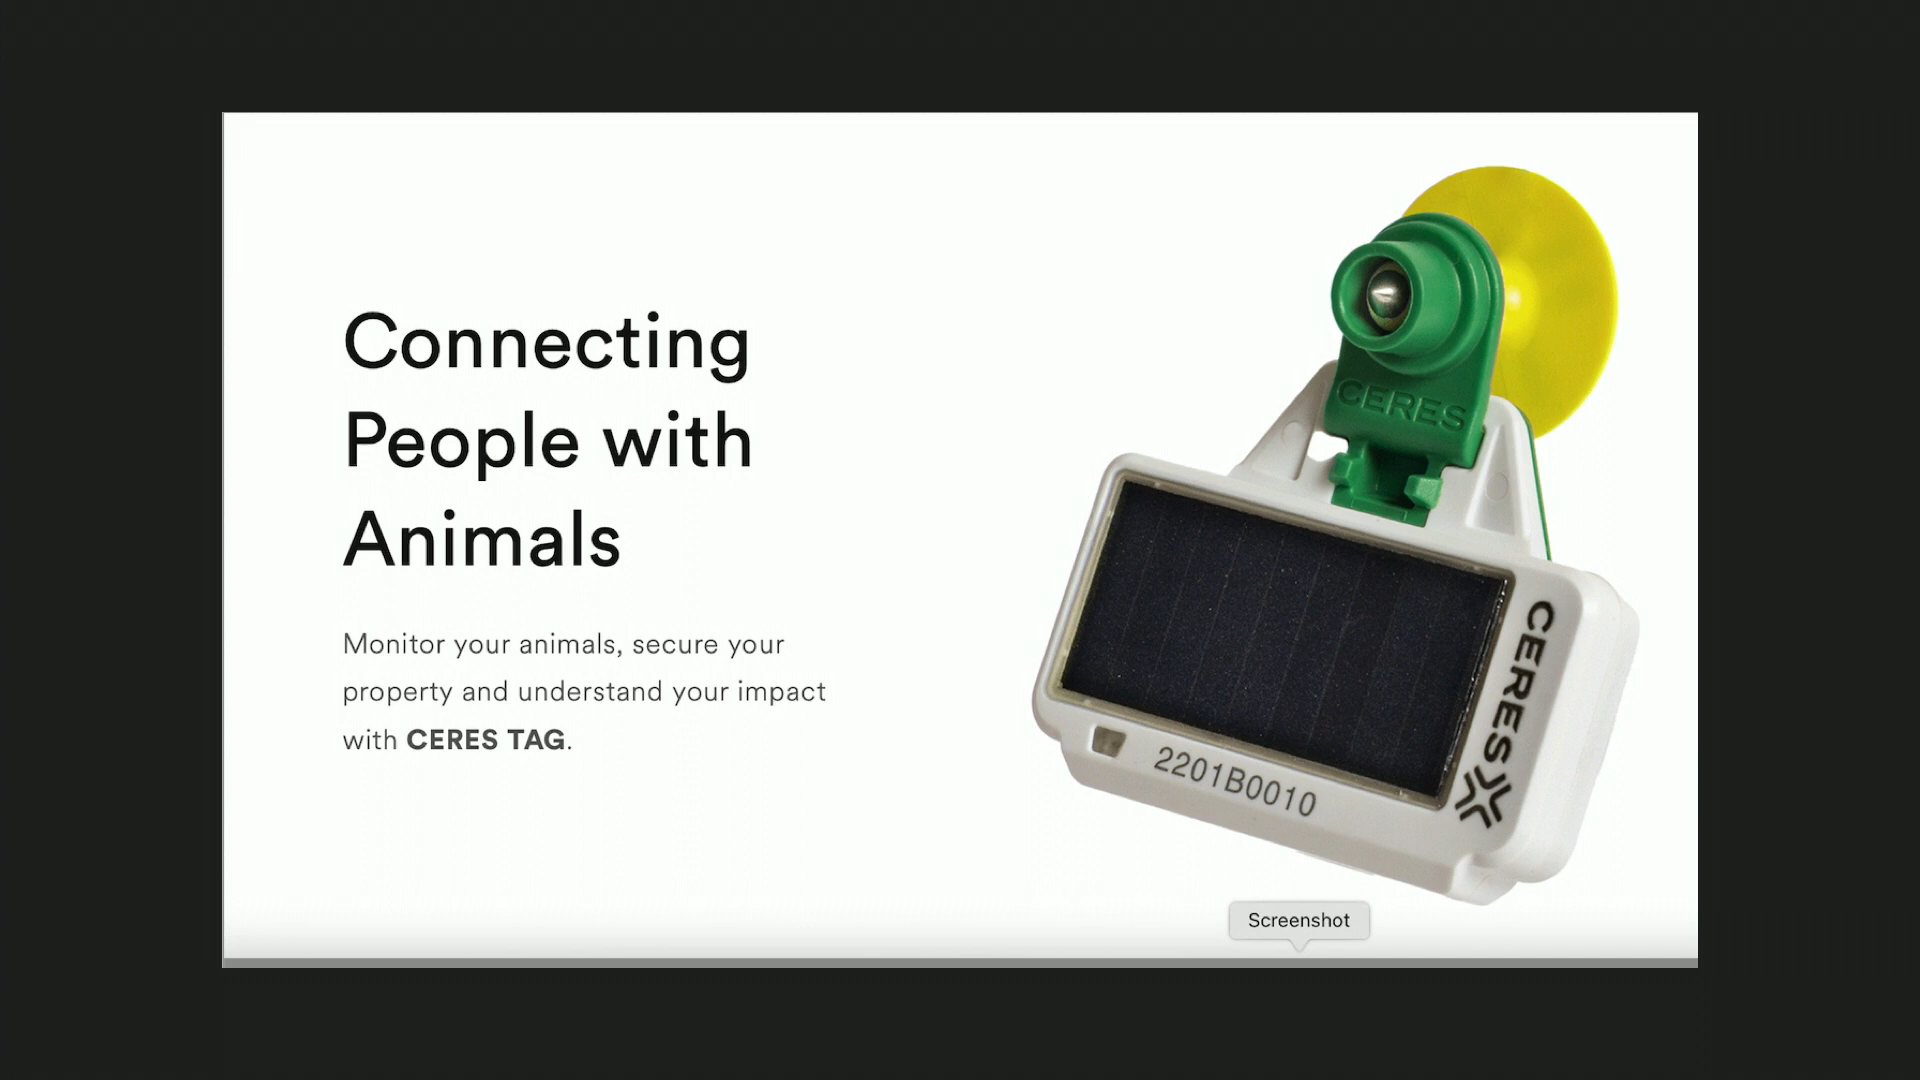 Connecting
People with
Animals
Monitor your animals, secure your
property and understand your impact
with CERES TAG.
CERES
CERES
2201B0010
Screenshot